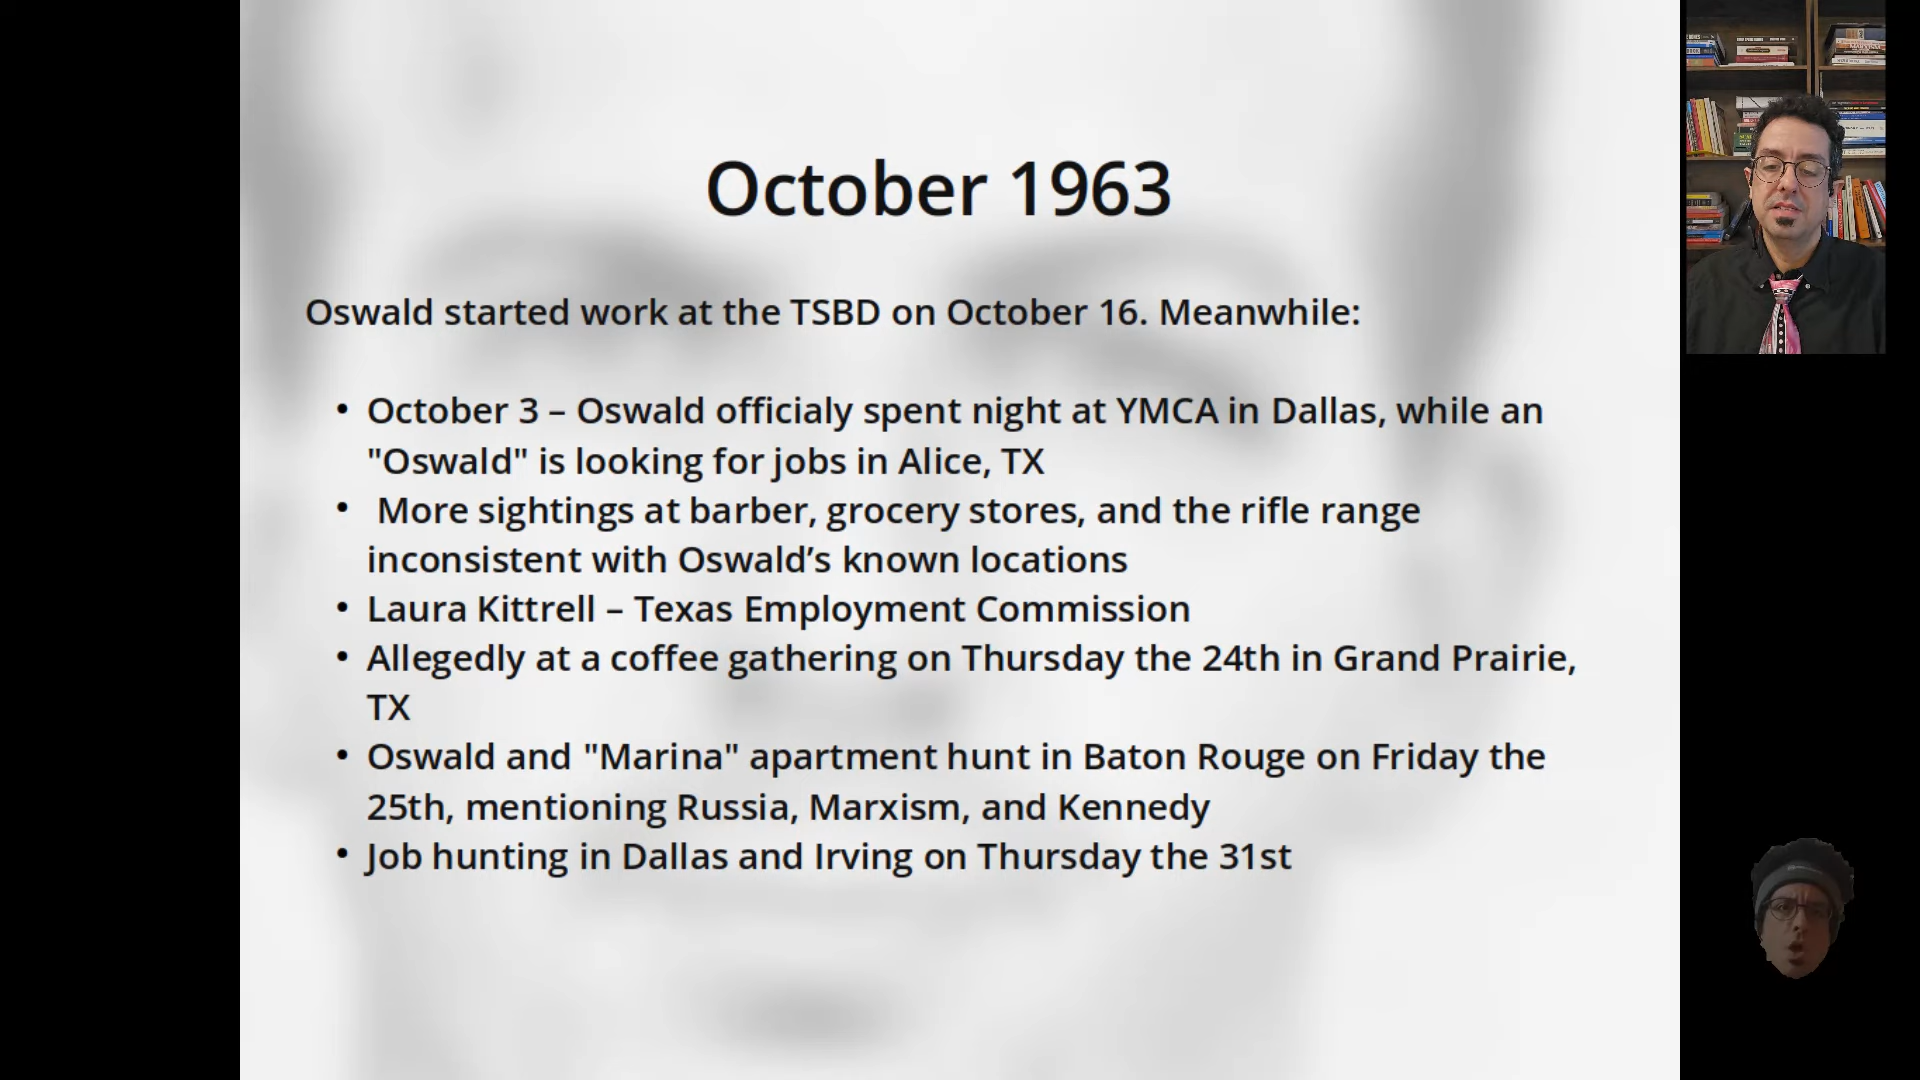 October 1963
Oswald started work at the TSBD on October 16. Meanwhile:
• October 3 – Oswald officialy spent night at YMCA in Dallas, while an
"Oswald" is looking for jobs in Alice, TX
• More sightings at barber, grocery stores, and the rifle range
inconsistent with Oswald’s known locations
• Laura Kittrell – Texas Employment Commission
• Allegedly at a coffee gathering on Thursday the 24th in Grand Prairie,
TX
• Oswald and "Marina" apartment hunt in Baton Rouge on Friday the
25th, mentioning Russia, Marxism, and Kennedy
• Job hunting in Dallas and Irving on Thursday the 31st